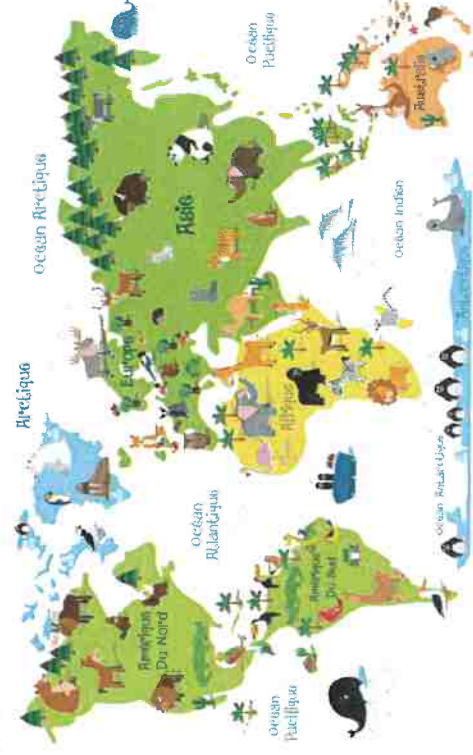 Océan Arctique
Arctique
Océan
Pacifique
Europe
Asie
Océan
Atlantique
Amérique
Du Nord
Afrique
Océan Indien
Australie
Amérique
Du Sud
Océan
Pacifique
Océan Antarctique